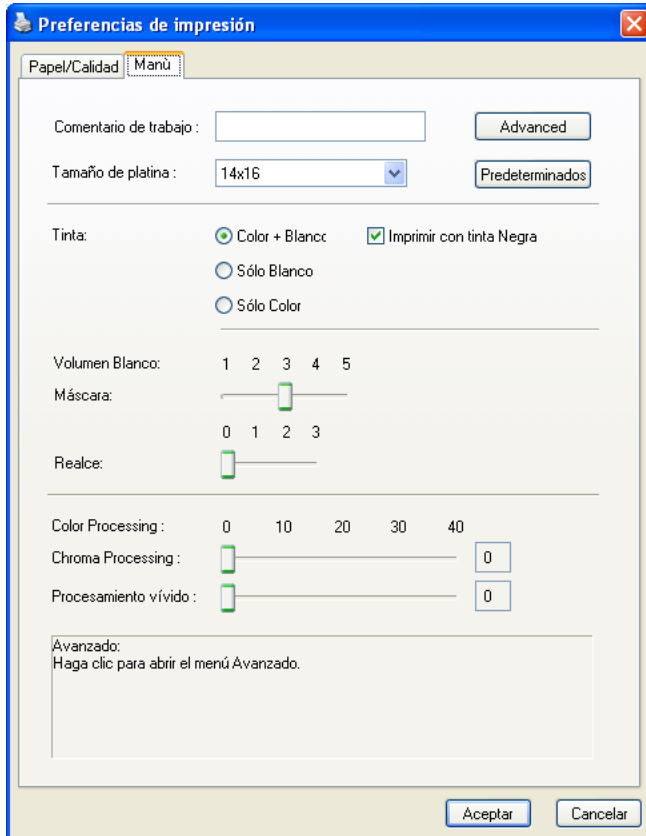 Preferencias de impresión
Papel/Calidad Manù
Comentario de trabajo : Advanced
Tamaño de platina : 14x16 Predeterminados
Tinta: Color + Blanco Imprimir con tinta Negra
Sólo Blanco
Sólo Color
Volumen Blanco: 1 2 3 4 5
Máscara:
0 1 2 3
Realce:
Color Processing : 0 10 20 30 40
Chroma Processing : 0
Procesamiento vívido : 0
Avanzado:
Haga clic para abrir el menú Avanzado.
Aceptar Cancelar